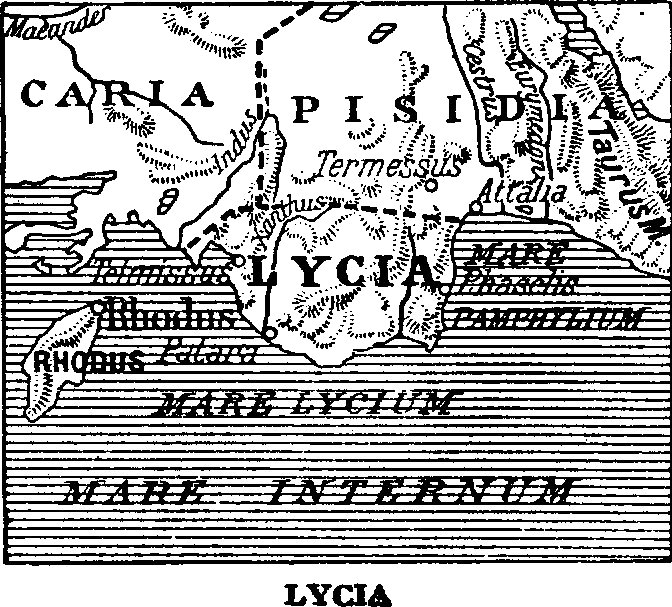 Maeander
CARIA
PISIDIA
Cestrus
Eurymedon
Taurus M.
Indus
Termessus
Attalia
Xanthus
Telmissus
LYCIA
MARE
Phaselis
PAMPHYLIUM
Rhodus
RHODUS
Patara
MARE LYCIUM
MARE INTERNUM
LYCIA